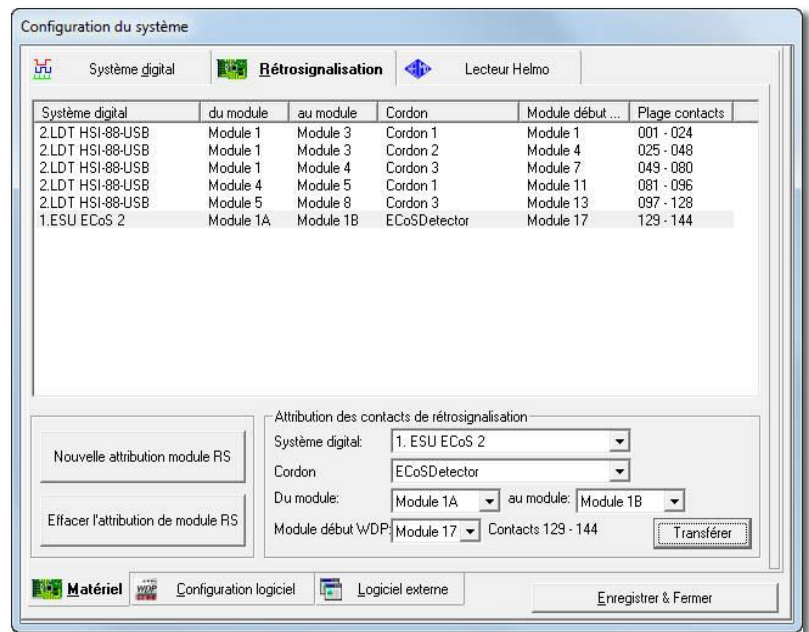 Configuration du système
Système digital
Rétrosignalisation
Lecteur Helmo
Système digital du module au module Cordon Module début ... Plage contacts
2.LDT HSI-88-USB Module 1 Module 3 Cordon 1 Module 1 001 - 024
2.LDT HSI-88-USB Module 1 Module 3 Cordon 2 Module 4 025 - 048
2.LDT HSI-88-USB Module 1 Module 4 Cordon 3 Module 7 049 - 080
2.LDT HSI-88-USB Module 4 Module 5 Cordon 1 Module 11 081 - 096
2.LDT HSI-88-USB Module 5 Module 8 Cordon 3 Module 13 097 - 128
1.ESU ECoS 2 Module 1A Module 1B ECoSDetector Module 17 129 - 144
Nouvelle attribution module RS
Effacer l'attribution de module RS
Attribution des contacts de rétrosignalisation
Système digital: 1. ESU ECoS 2
Cordon ECoSDetector
Du module: Module 1A au module: Module 1B
Module début WDP: Module 17 Contacts 129 - 144 Transférer
Matériel
WDP
Configuration logiciel
Logiciel externe
Enregistrer & Fermer